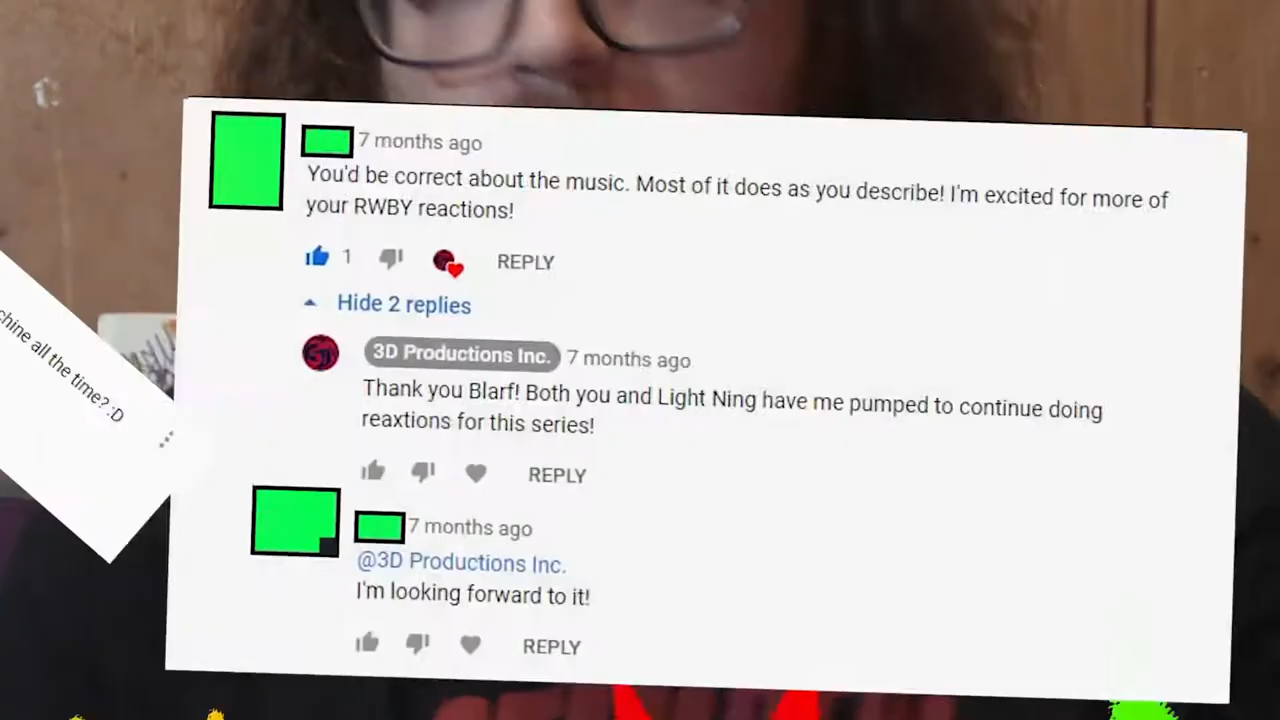 7 months ago
You'd be correct about the music. Most of it does as you describe! I'm excited for more of
your RWBY reactions!
1
REPLY
Hide 2 replies
3D Productions Inc. 7 months ago
Thank you Blarf! Both you and Light Ning have me pumped to continue doing
reaxtions for this series!
REPLY
7 months ago
@3D Productions Inc.
I'm looking forward to it!
REPLY
all the time? :D